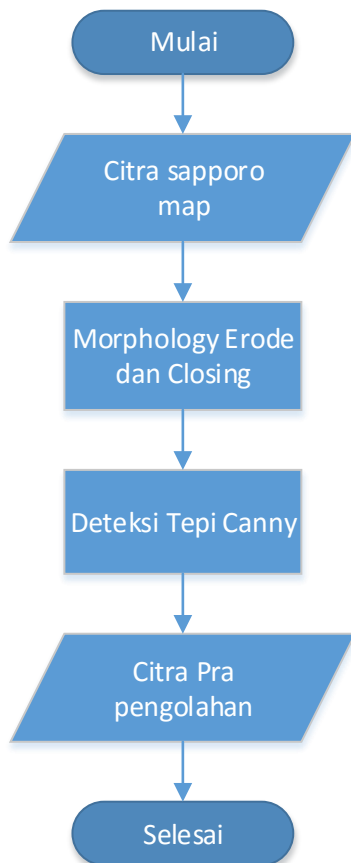 Mulai
Citra sapporo
map
Morphology Erode
dan Closing
Deteksi Tepi Canny
Citra Pra
pengolahan
Selesai